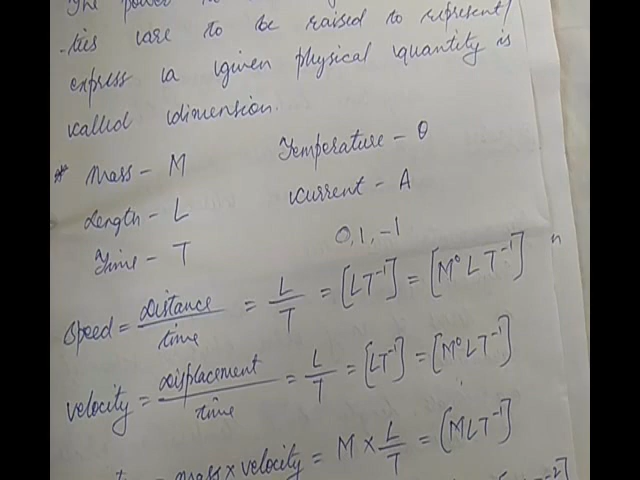 The power
-ties are to be raised to represent/
express a given physical quantity is
called dimension.
* Mass - M Temperature - θ
Length - L Current - A
Time - T 0, 1, -1
Speed = distance/time = L/T = [LT⁻¹] = [M⁰LT⁻¹]
velocity = displacement/time = L/T = [LT⁻¹] = [M⁰LT⁻¹]
mass x velocity = M x L/T = [MLT⁻¹]